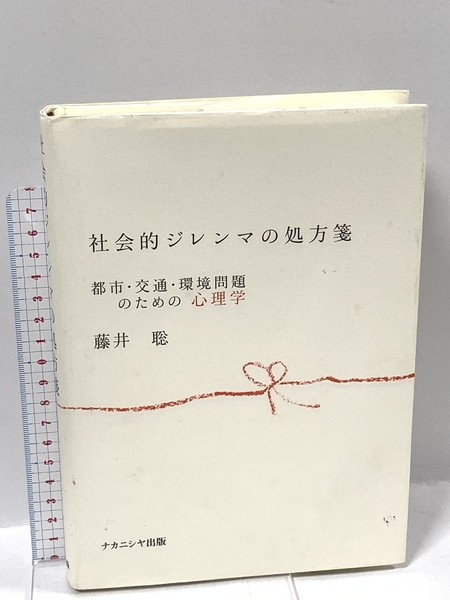 社会的ジレンマの処方箋
都市・交通・環境問題
のための 心理学
藤井 聡
ナカニシヤ出版